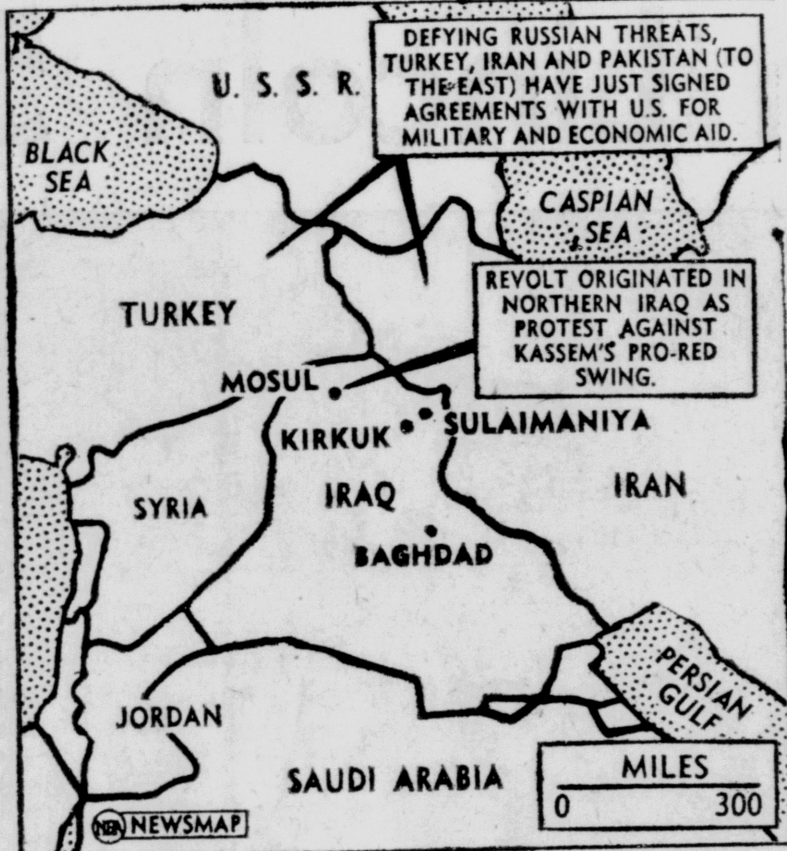 DEFYING RUSSIAN THREATS,
TURKEY, IRAN AND PAKISTAN (TO
THE EAST) HAVE JUST SIGNED
AGREEMENTS WITH U.S. FOR
MILITARY AND ECONOMIC AID.
U. S. S. R.
BLACK
SEA
CASPIAN
SEA
REVOLT ORIGINATED IN
NORTHERN IRAQ AS
PROTEST AGAINST
KASSEM'S PRO-RED
SWING.
TURKEY
MOSUL
KIRKUK
SULAIMANIYA
SYRIA
IRAQ
IRAN
BAGHDAD
PERSIAN
GULF
JORDAN
SAUDI ARABIA
MILES
0 300
NEA NEWSMAP